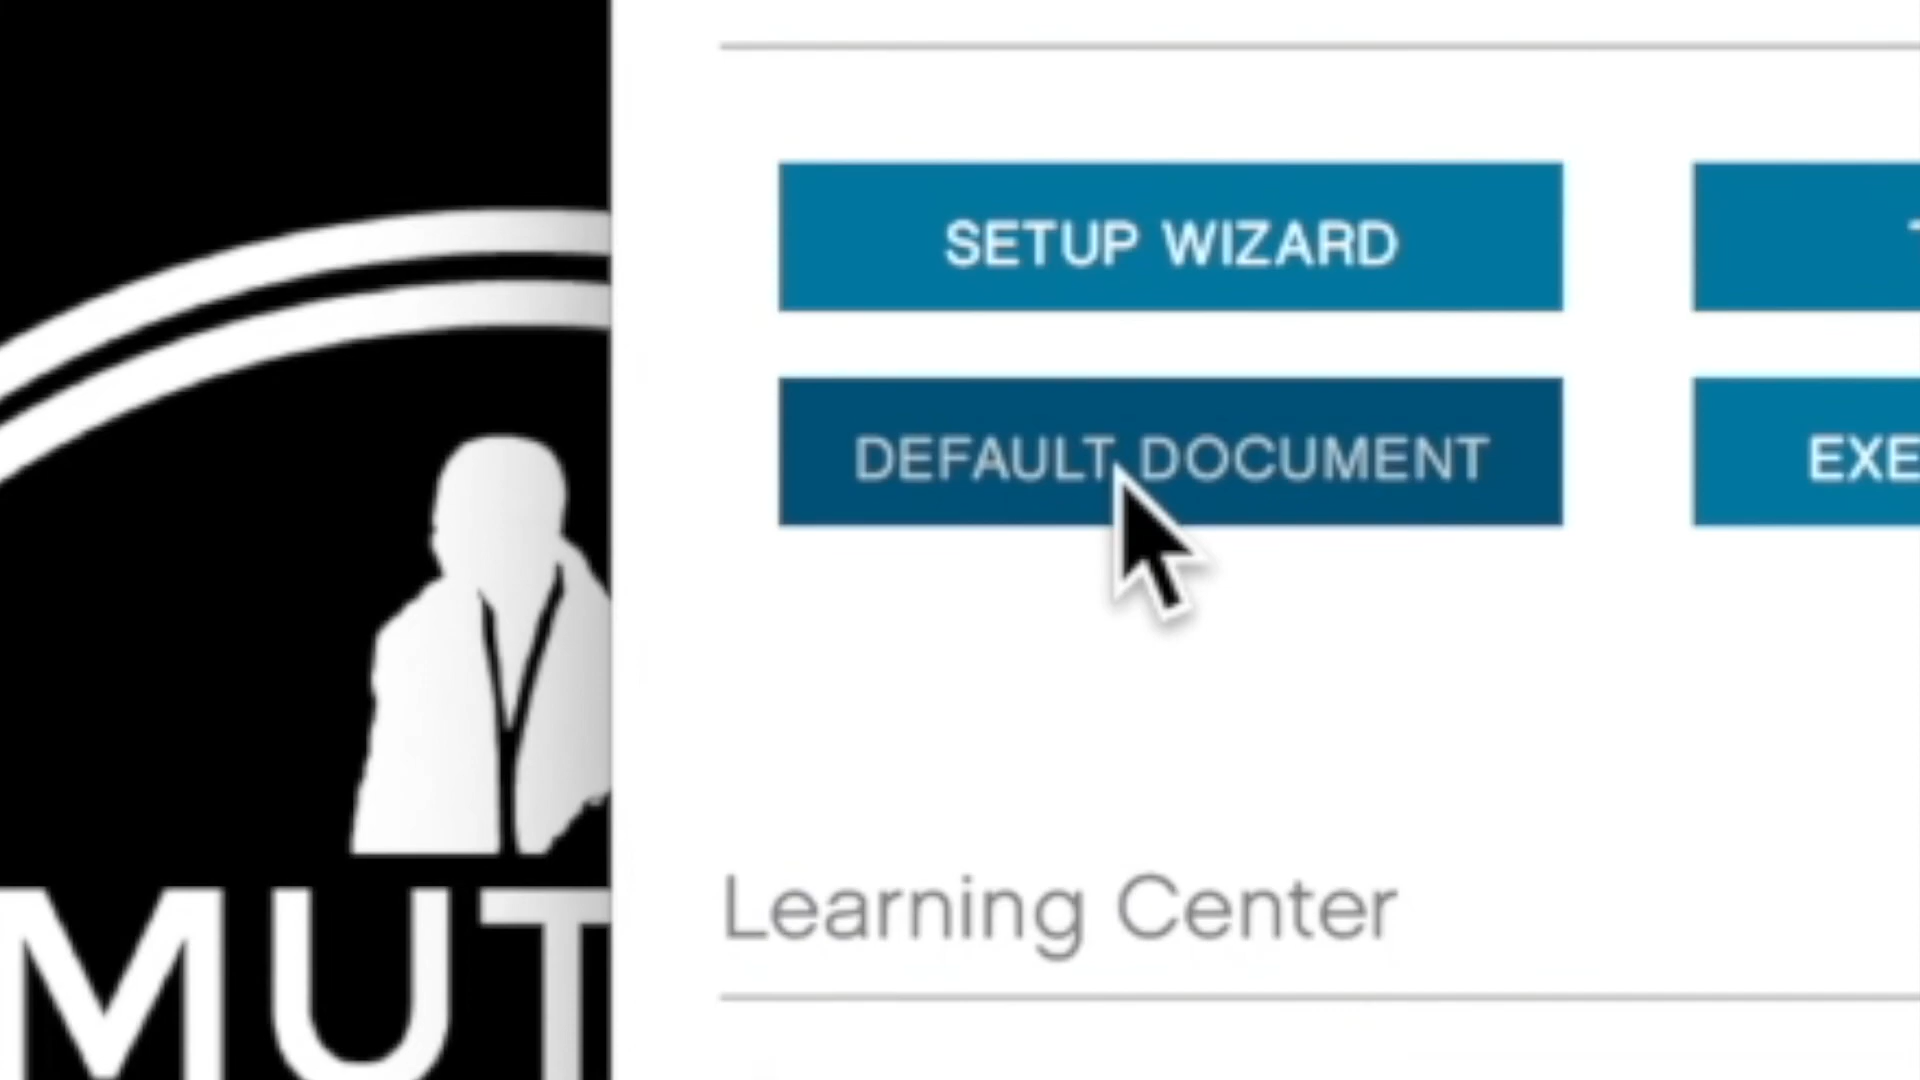 SETUP WIZARD
DEFAULT DOCUMENT
EXE
Learning Center
MUT